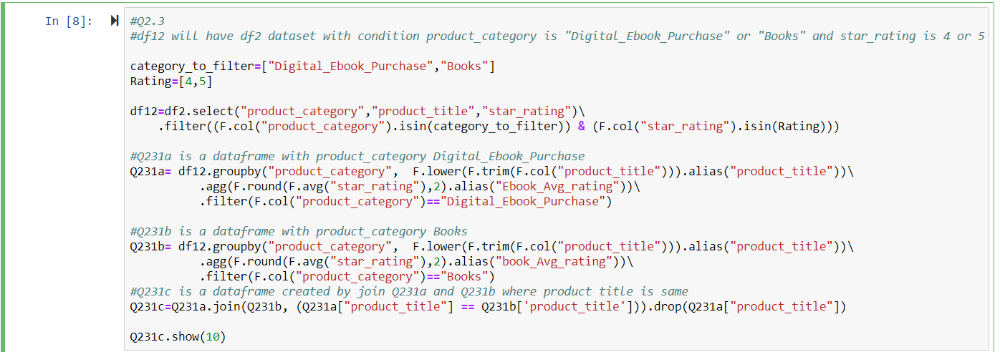 In [8]:
#Q2.3
#df12 will have df2 dataset with condition product_category is "Digital_Ebook_Purchase" or "Books" and star_rating is 4 or 5
category_to_filter=["Digital_Ebook_Purchase","Books"]
Rating=[4,5]
df12=df2.select("product_category","product_title","star_rating")\
.filter((F.col("product_category").isin(category_to_filter)) & (F.col("star_rating").isin(Rating)))
#Q231a is a dataframe with product_category Digital_Ebook_Purchase
Q231a= df12.groupby("product_category",  F.lower(F.trim(F.col("product_title"))).alias("product_title"))\
.agg(F.round(F.avg("star_rating"),2).alias("Ebook_Avg_rating"))\
.filter(F.col("product_category")=="Digital_Ebook_Purchase")
#Q231b is a dataframe with product_category Books
Q231b= df12.groupby("product_category",  F.lower(F.trim(F.col("product_title"))).alias("product_title"))\
.agg(F.round(F.avg("star_rating"),2).alias("book_Avg_rating"))\
.filter(F.col("product_category")=="Books")
#Q231c is a dataframe created by join Q231a and Q231b where product title is same
Q231c=Q231a.join(Q231b, (Q231a["product_title"] == Q231b['product_title'])).drop(Q231a["product_title"])
Q231c.show(10)